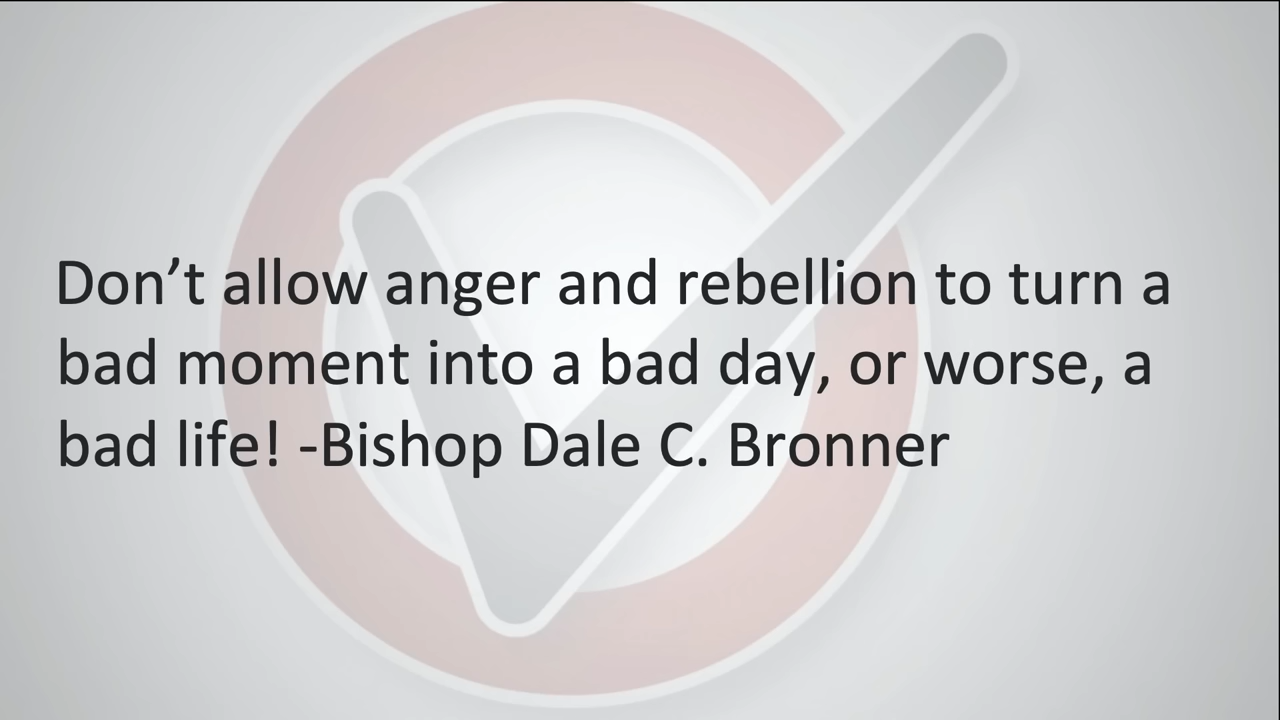 Don’t allow anger and rebellion to turn a
bad moment into a bad day, or worse, a
bad life! -Bishop Dale C. Bronner